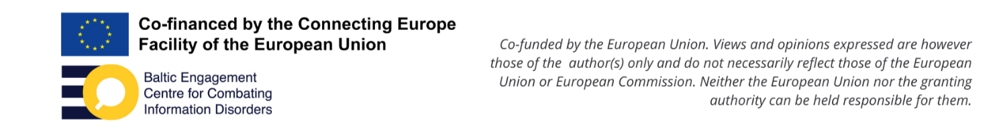 Co-financed by the Connecting Europe
Facility of the European Union
Baltic Engagement
Centre for Combating
Information Disorders
Co-funded by the European Union. Views and opinions expressed are however
those of the  author(s) only and do not necessarily reflect those of the European
Union or European Commission. Neither the European Union nor the granting
authority can be held responsible for them.